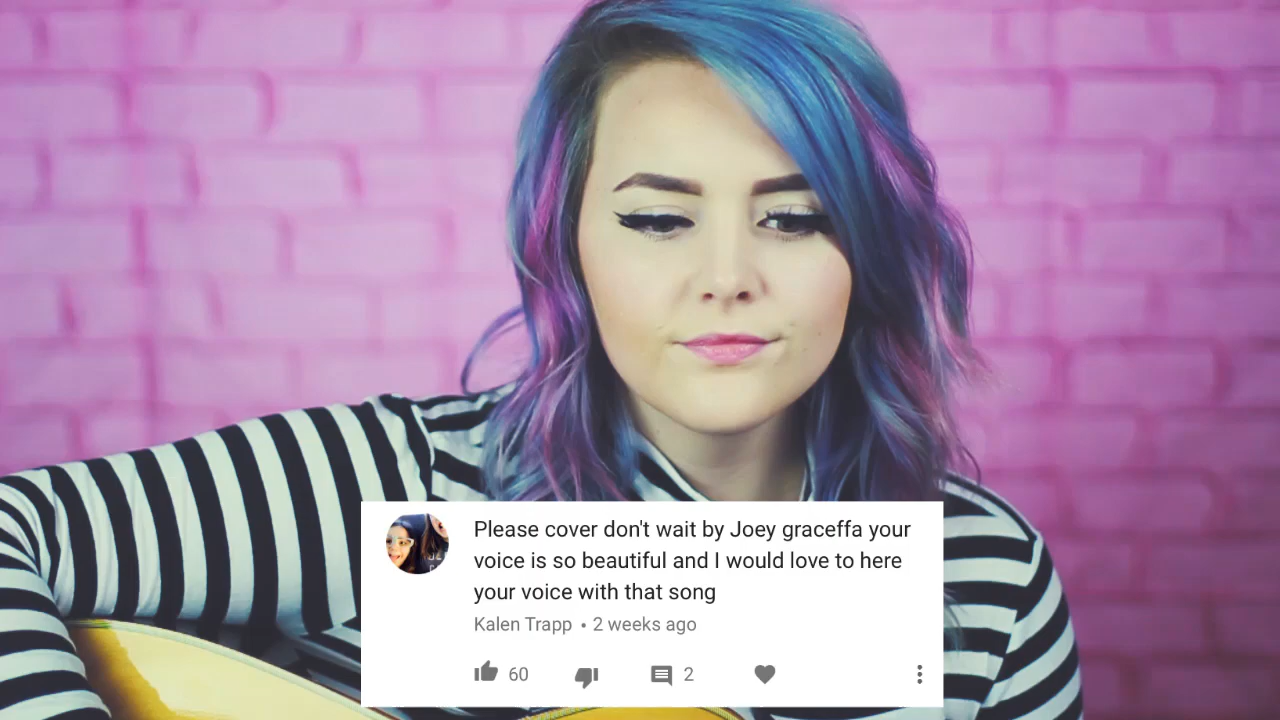 Please cover don't wait by Joey graceffa your
voice is so beautiful and I would love to here
your voice with that song
Kalen Trapp • 2 weeks ago
60
2